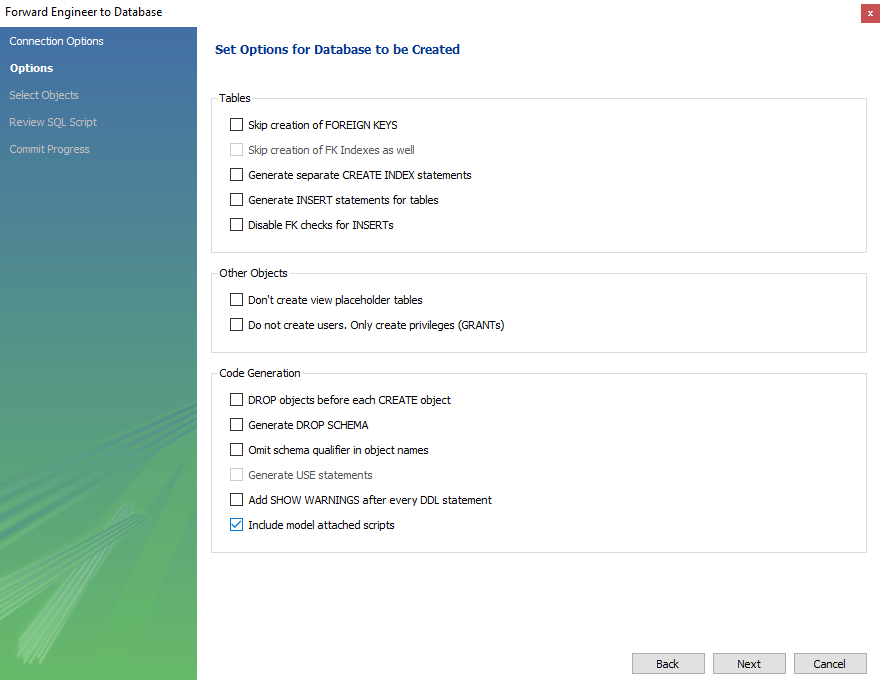 Forward Engineer to Database
x
Connection Options
Options
Select Objects
Review SQL Script
Commit Progress
Set Options for Database to be Created
Tables
Skip creation of FOREIGN KEYS
Skip creation of FK Indexes as well
Generate separate CREATE INDEX statements
Generate INSERT statements for tables
Disable FK checks for INSERTs
Other Objects
Don't create view placeholder tables
Do not create users. Only create privileges (GRANTs)
Code Generation
DROP objects before each CREATE object
Generate DROP SCHEMA
Omit schema qualifier in object names
Generate USE statements
Add SHOW WARNINGS after every DDL statement
Include model attached scripts
Back Next Cancel